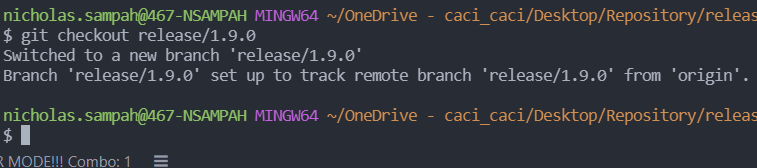 nicholas.sampah@467-NSAMPAH MINGW64 ~/OneDrive - caci_caci/Desktop/Repository/releas
$ git checkout release/1.9.0
Switched to a new branch 'release/1.9.0'
Branch 'release/1.9.0' set up to track remote branch 'release/1.9.0' from 'origin'.
nicholas.sampah@467-NSAMPAH MINGW64 ~/OneDrive - caci_caci/Desktop/Repository/releas
$
R MODE!!! Combo: 1